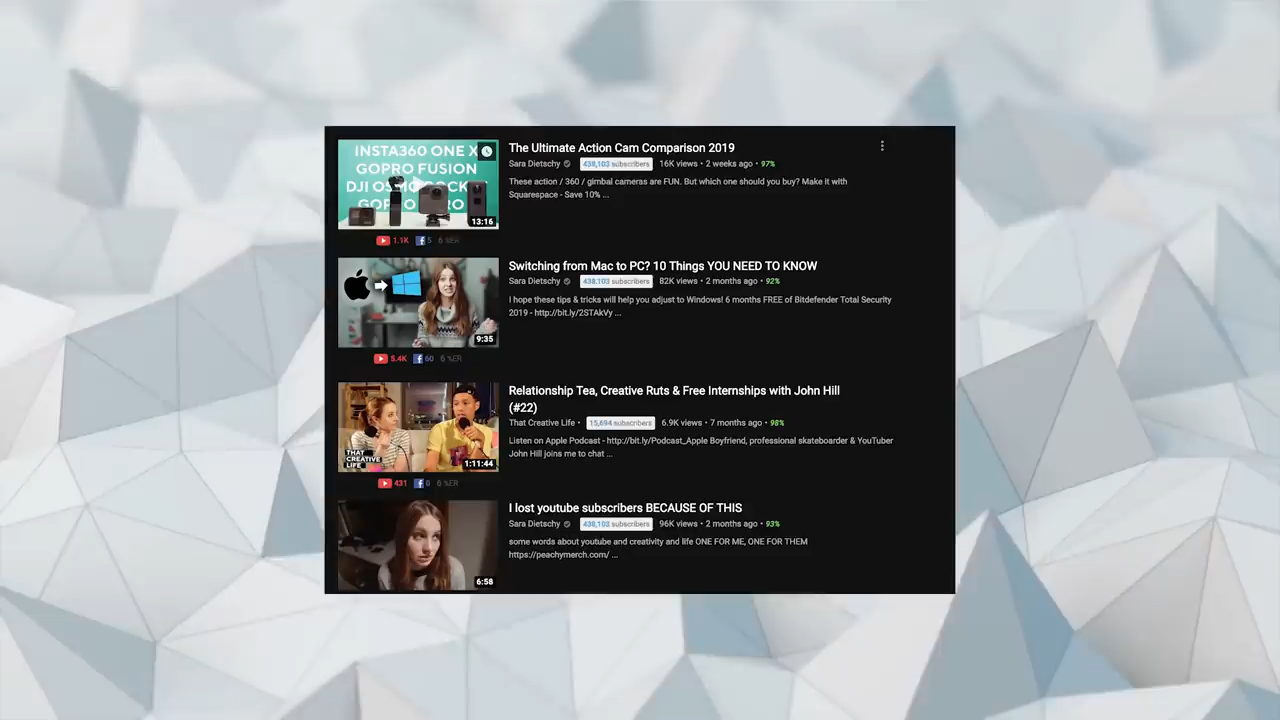 INSTA360 ONE X
GOPRO FUSION
13:16
The Ultimate Action Cam Comparison 2019
Sara Dietschy 438,103 subscribers 16K views • 2 weeks ago • 97%
These action / 360 / gimbal cameras are FUN. But which one should you buy? Make it with
Squarespace - Save 10% ...
1.1K 5 6 %ER
9:35
Switching from Mac to PC? 10 Things YOU NEED TO KNOW
Sara Dietschy 438,103 subscribers 82K views • 2 months ago • 92%
I hope these tips & tricks will help you adjust to Windows! 6 months FREE of Bitdefender Total Security
2019 - http://bit.ly/2STAkVy ...
5.4K 60 6 %ER
THAT
CREATIVE
LIFE
1:11:44
Relationship Tea, Creative Ruts & Free Internships with John Hill
(#22)
That Creative Life • 15,694 subscribers 6.9K views • 7 months ago • 98%
Listen on Apple Podcast - http://bit.ly/Podcast_Apple Boyfriend, professional skateboarder & YouTuber
John Hill joins me to chat ...
431 0 6 %ER
6:58
I lost youtube subscribers BECAUSE OF THIS
Sara Dietschy 438,103 subscribers 96K views • 2 months ago • 93%
some words about youtube and creativity and life ONE FOR ME, ONE FOR THEM
https://peachymerch.com/ ...